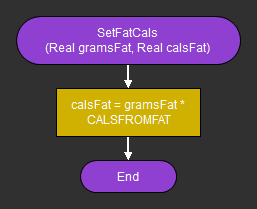 SetFatCals
(Real gramsFat, Real calsFat)
calsFat = gramsFat *
CALSFROMFAT
End